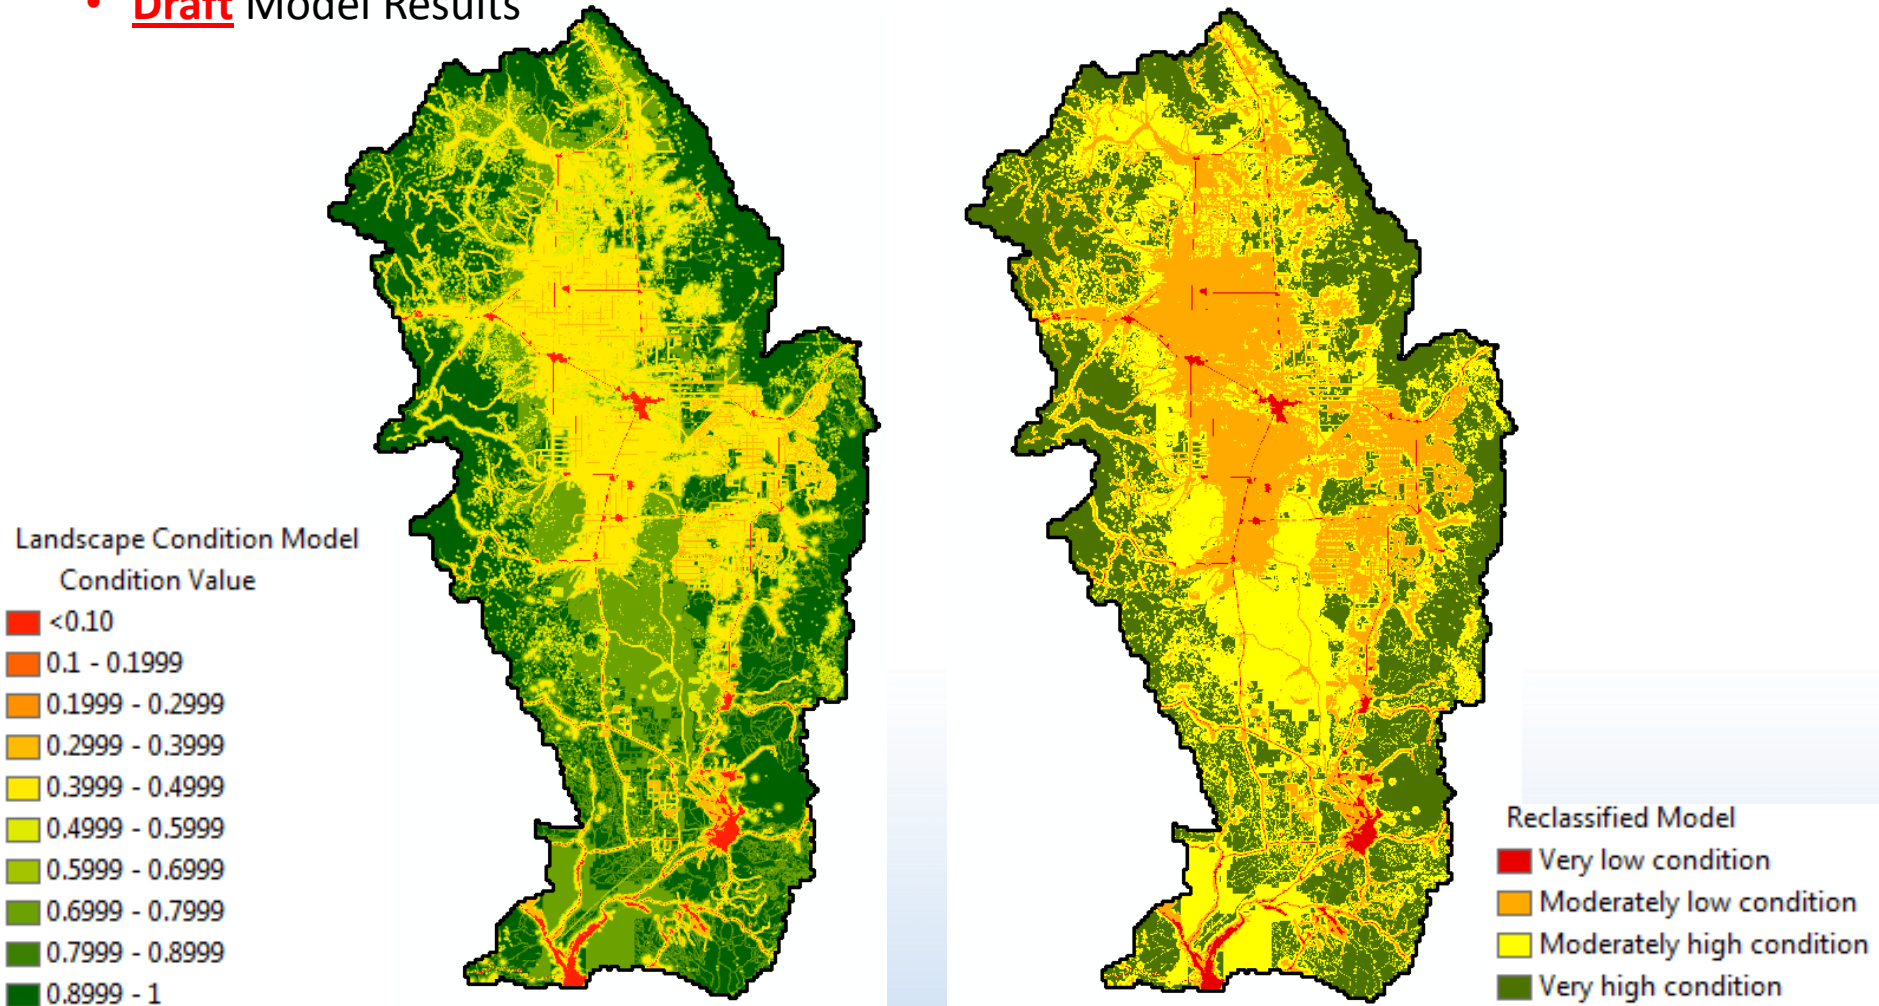 • Draft Model Results
Landscape Condition Model
Condition Value
<0.10
0.1 - 0.1999
0.1999 - 0.2999
0.2999 - 0.3999
0.3999 - 0.4999
0.4999 - 0.5999
0.5999 - 0.6999
0.6999 - 0.7999
0.7999 - 0.8999
0.8999 - 1
Reclassified Model
Very low condition
Moderately low condition
Moderately high condition
Very high condition